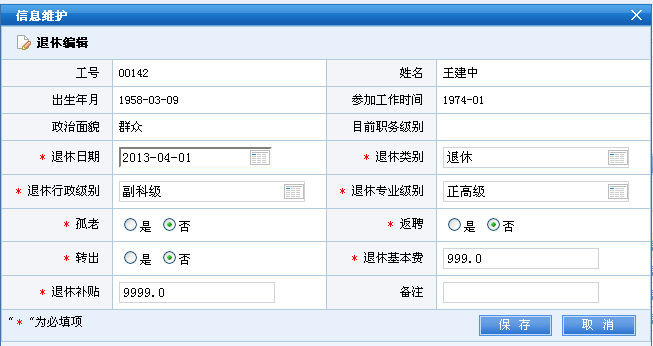 信息维护
退休编辑
工号 00142 姓名 王建中
出生年月 1958-03-09 参加工作时间 1974-01
政治面貌 群众 目前职务级别
* 退休日期 2013-04-01 * 退休类别 退休
* 退休行政级别 副科级 * 退休专业级别 正高级
* 孤老 是 否 * 返聘 是 否
* 转出 是 否 * 退休基本费 999.0
* 退休补贴 9999.0 备注
"*"为必填项 保存 取消